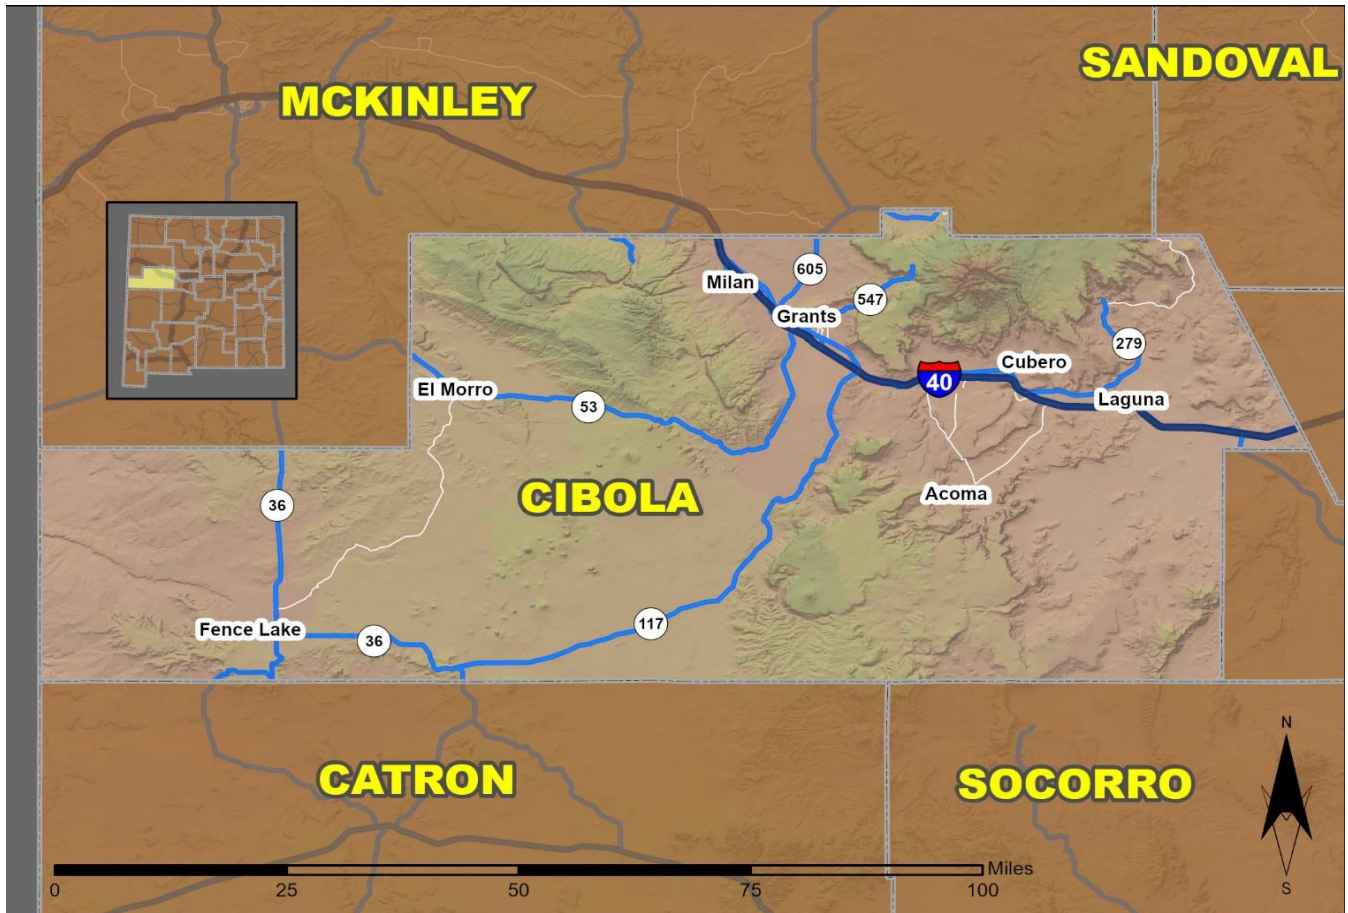 SANDOVAL
MCKINLEY
605
Milan
547
Grants
279
Cubero
40
El Morro
53
Laguna
Acoma
CIBOLA
36
117
Fence Lake
36
N
CATRON
SOCORRO
S
Miles
0 25 50 75 100